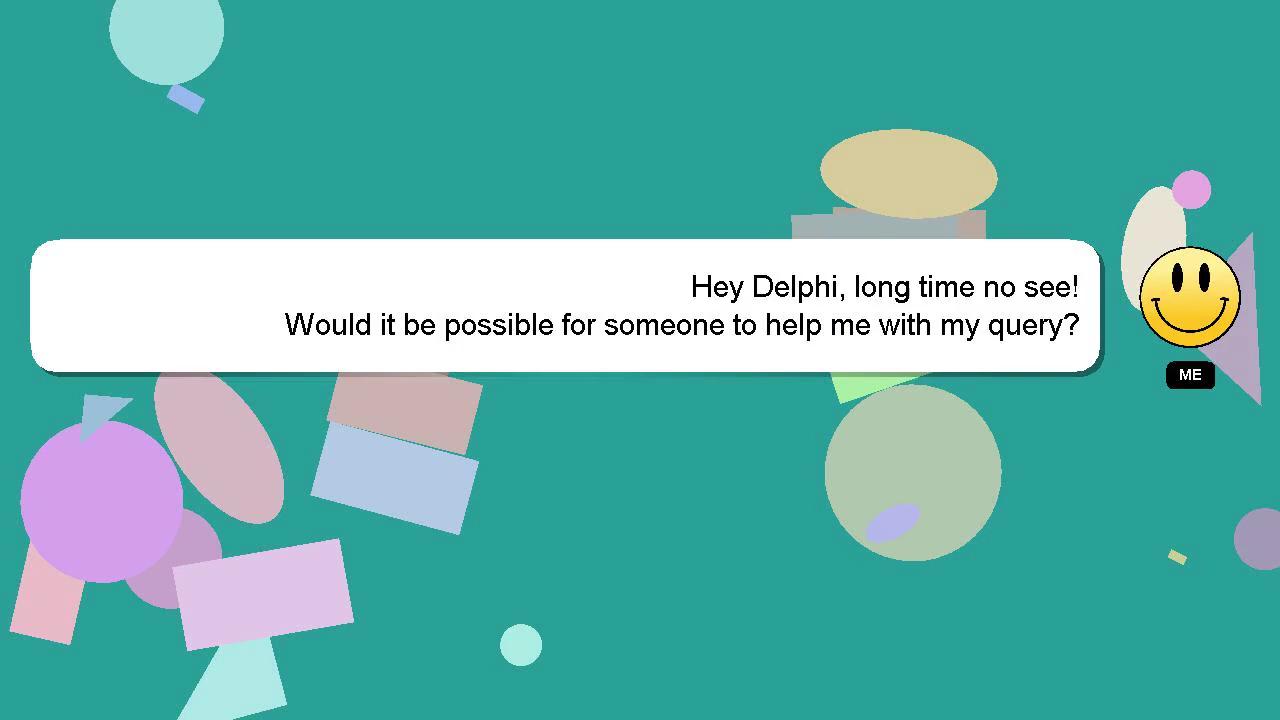 Hey Delphi, long time no see!
Would it be possible for someone to help me with my query?
ME